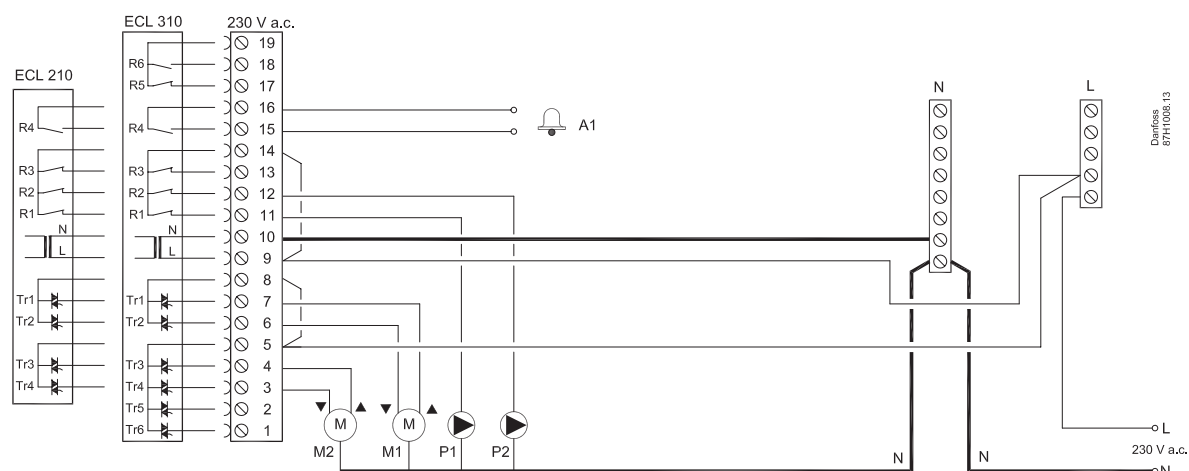 ECL 210
ECL 310
230 V a.c.
R4
R3
R2
R1
N
L
Tr1
Tr2
Tr3
Tr4
R6
R5
R4
R3
R2
R1
N
L
Tr1
Tr2
Tr3
Tr4
Tr5
Tr6
19
18
17
16
15
14
13
12
11
10
9
8
7
6
5
4
3
2
1
A1
M
M
M2
M1
P1
P2
N
L
Danfoss
87H1008.13
N
N
L
230 V a.c.
N